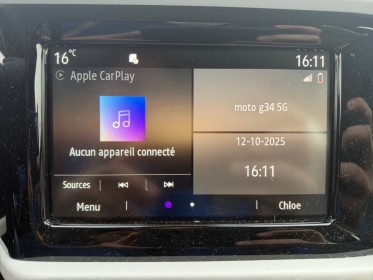 16°C
16:11
Apple CarPlay
Aucun appareil connecté
moto g34 5G
12-10-2025
16:11
Sources
Menu
Chloe